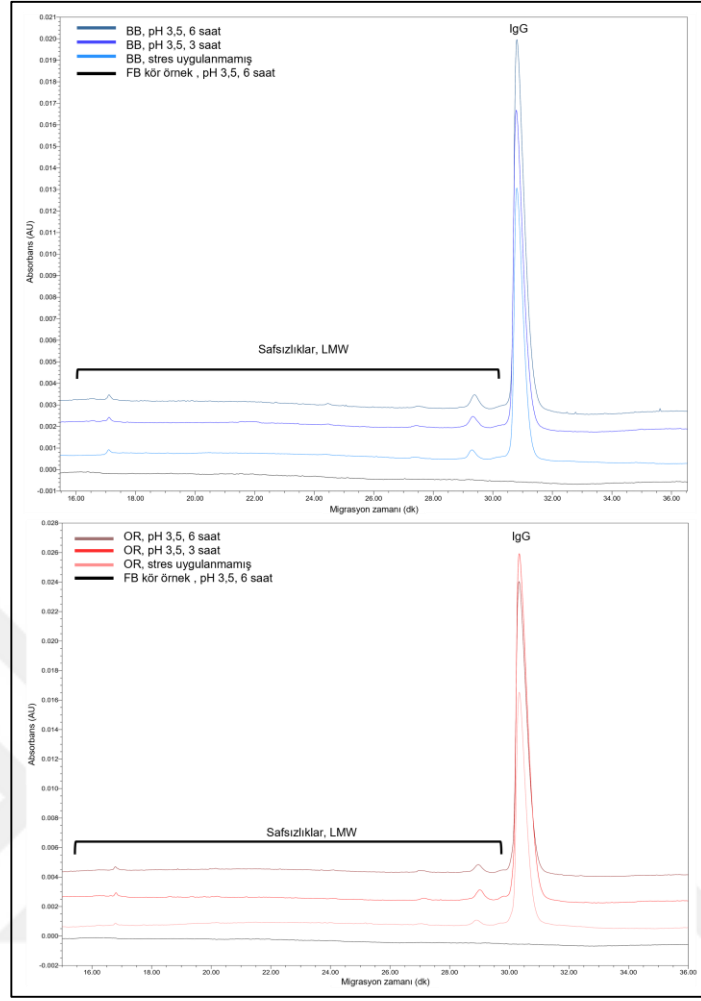 BB, pH 3,5, 6 saat
BB, pH 3,5, 3 saat
BB, stres uygulanmamış
FB kör örnek , pH 3,5, 6 saat
IgG
Safsızlıklar, LMW
Absorbans (AU)
0.021
0.020
0.019
0.018
0.017
0.016
0.015
0.014
0.013
0.012
0.011
0.010
0.009
0.008
0.007
0.006
0.005
0.004
0.003
0.002
0.001
0.000
-0.001
16.00 18.00 20.00 22.00 24.00 26.00 28.00 30.00 32.00 34.00 36.00
Migrasyon zamanı (dk)
OR, pH 3,5, 6 saat
OR, pH 3,5, 3 saat
OR, stres uygulanmamış
FB kör örnek , pH 3,5, 6 saat
IgG
Safsızlıklar, LMW
Absorbans (AU)
0.028
0.026
0.024
0.022
0.020
0.018
0.016
0.014
0.012
0.010
0.008
0.006
0.004
0.002
0.000
-0.002
16.00 18.00 20.00 22.00 24.00 26.00 28.00 30.00 32.00 34.00 36.00
Migrasyon zamanı (dk)